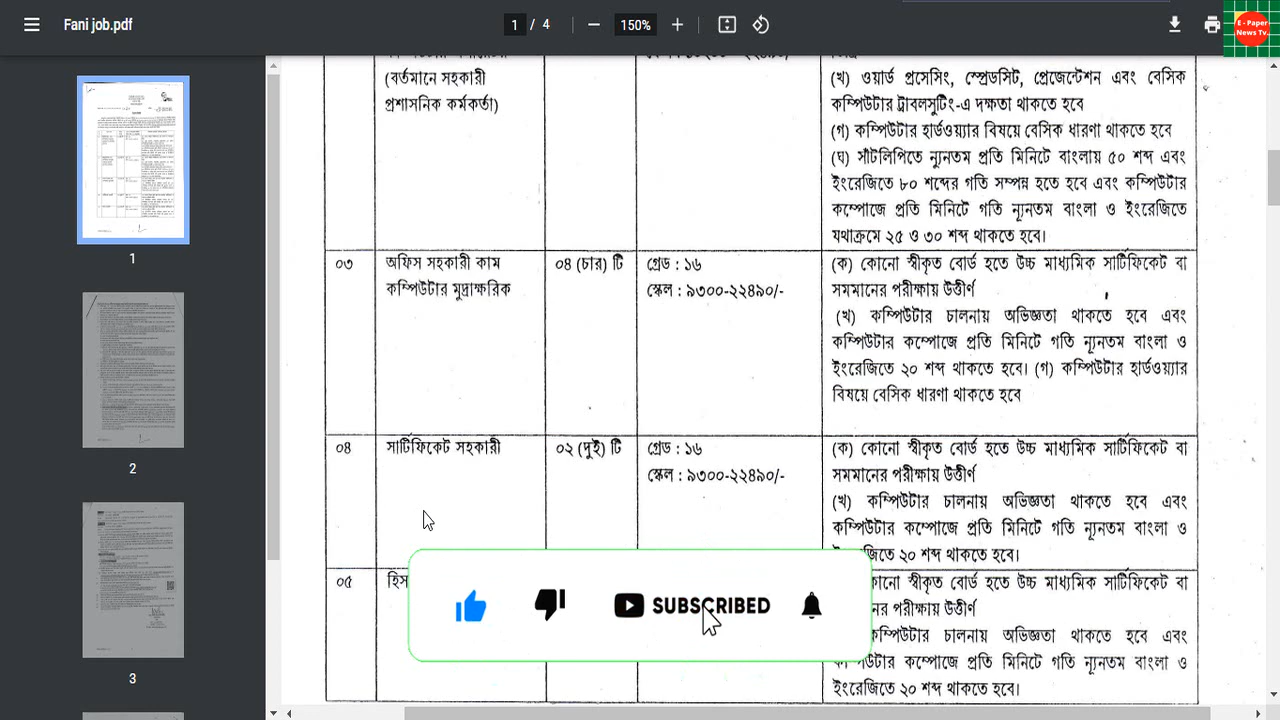 Fani job.pdf
1 / 4
150%
E - Paper
News Tv.
1
2
3
(বর্তমানে সহকারী
প্রশাসনিক কর্মকর্তা)
(খ) ওয়ার্ড প্রসেসিং, স্প্রেডসিট, প্রেজেন্টেশন এবং বেসিক
কম্পিউটার ট্রাবলসুটিং-এ দক্ষতা থাকতে হবে
(গ) কম্পিউটার হার্ডওয়্যার বিষয়ে বেসিক ধারণা থাকতে হবে
ন্যূনতম প্রতি মিনিটে বাংলায় ৫০ শব্দ এবং
৮০ শব্দের গতি থাকতে হবে এবং কম্পিউটার
কম্পোজে প্রতি মিনিটে গতি ন্যূনতম বাংলা ও ইংরেজিতে
যথাক্রমে ২৫ ও ৩০ শব্দ থাকতে হবে।
০৩
অফিস সহকারী কাম
কম্পিউটার মুদ্রাক্ষরিক
০৪ (চার) টি
গ্রেড : ১৬
স্কেল : ৯৩০০-২২৪৯০/-
(ক) কোনো স্বীকৃত বোর্ড হতে উচ্চ মাধ্যমিক সার্টিফিকেট বা
সমমানের পরীক্ষায় উত্তীর্ণ
(খ) কম্পিউটার চালনায় অভিজ্ঞতা থাকতে হবে এবং
কম্পিউটার কম্পোজে প্রতি মিনিটে গতি ন্যূনতম বাংলা ও
ইংরেজিতে ২০ শব্দ থাকতে হবে। (গ) কম্পিউটার হার্ডওয়্যার
বিষয়ে বেসিক ধারণা থাকতে হবে
০৪
সার্টিফিকেট সহকারী
০২ (দুই) টি
গ্রেড : ১৬
স্কেল : ৯৩০০-২২৪৯০/-
(ক) কোনো স্বীকৃত বোর্ড হতে উচ্চ মাধ্যমিক সার্টিফিকেট বা
সমমানের পরীক্ষায় উত্তীর্ণ
(খ) কম্পিউটার চালনায় অভিজ্ঞতা থাকতে হবে এবং
কম্পিউটার কম্পোজে প্রতি মিনিটে গতি ন্যূনতম বাংলা ও
২০ শব্দ থাকতে হবে।
০৫
স্বীকৃত বোর্ড হতে উচ্চ মাধ্যমিক সার্টিফিকেট বা
পরীক্ষায় উত্তীর্ণ
কম্পিউটার চালনায় অভিজ্ঞতা থাকতে হবে এবং
কম্পোজে প্রতি মিনিটে গতি ন্যূনতম বাংলা ও
ইংরেজিতে ২০ শব্দ থাকতে হবে।
SUBSCRIBED